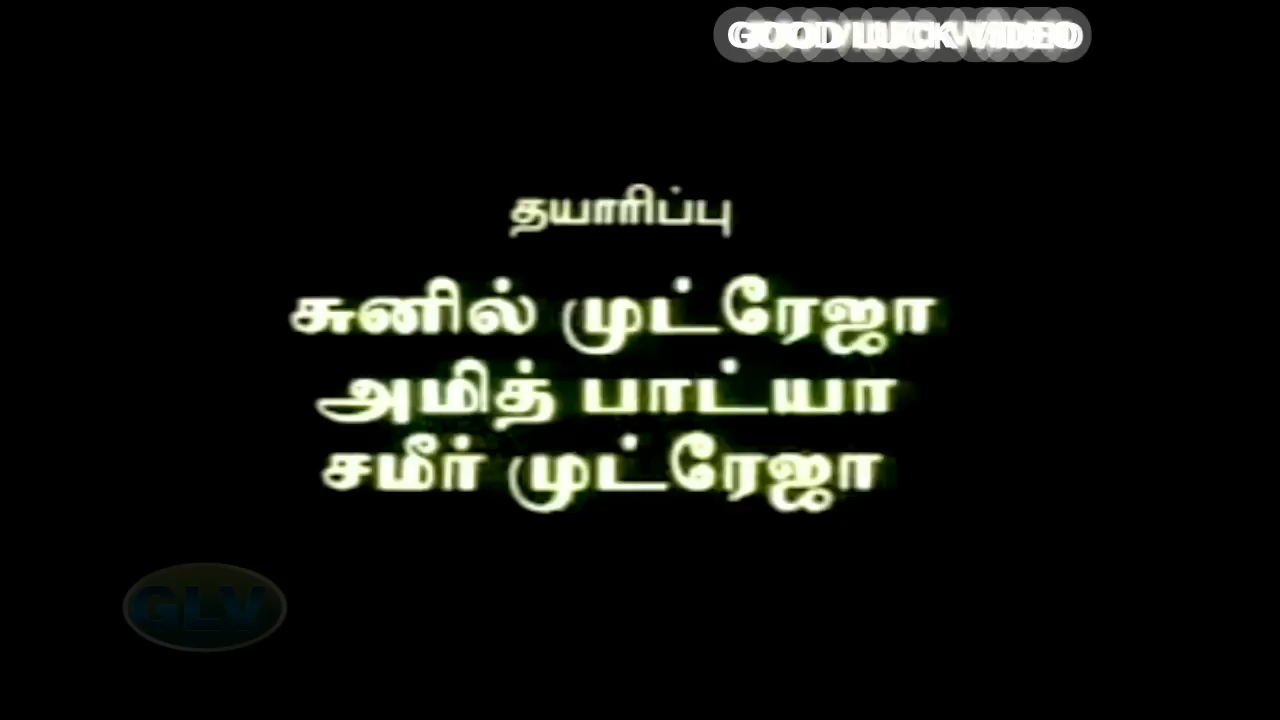 GOOD LUCK VIDEO
தயாரிப்பு
சுனில் முட்ரேஜா
அமித் பாட்யா
சமீர் முட்ரேஜா
GLV